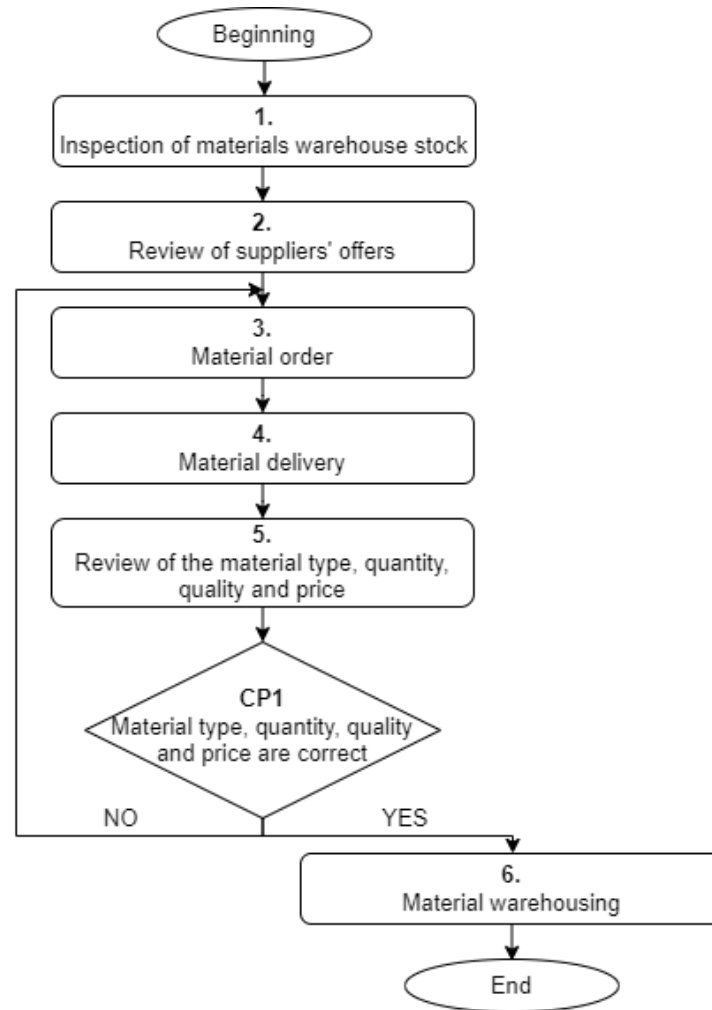 Beginning
1.
Inspection of materials warehouse stock
2.
Review of suppliers' offers
3.
Material order
4.
Material delivery
5.
Review of the material type, quantity,
quality and price
CP1
Material type, quantity, quality
and price are correct
NO
YES
6.
Material warehousing
End